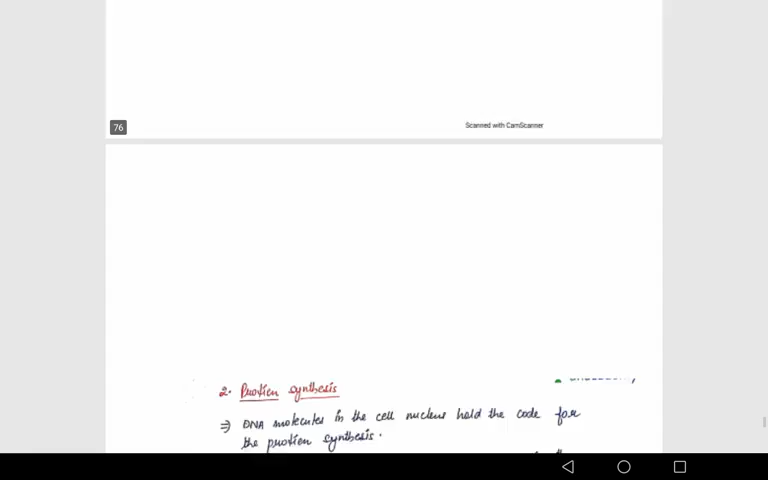 76
Scanned with CamScanner
2. Protien synthesis
⇒ DNA molecules in the cell nucleus hold the code for
the protien synthesis.